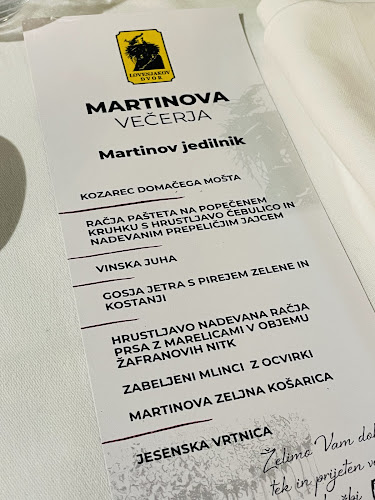 LOVENJAKOV
DVOR
MARTINOVA
VEČERJA
Martinov jedilnik
KOZAREC DOMAČEGA MOŠTA
RAČJA PAŠTETA NA POPEČENEM
KRUHKU S HRUSTLJAVO ČEBULICO IN
NADEVANIM PREPELIČJIM JAJCEM
VINSKA JUHA
GOSJA JETRA S PIREJEM ZELENE IN
KOSTANJI
HRUSTLJAVO NADEVANA RAČJA
PRSA Z MARELICAMI V OBJEMU
ŽAFRANOVIH NITK
ZABELJENI MLINCI Z OCVIRKI
MARTINOVA ZELJNA KOŠARICA
JESENSKA VRTNICA
Želimo Vam dob
tek in prijeten ve